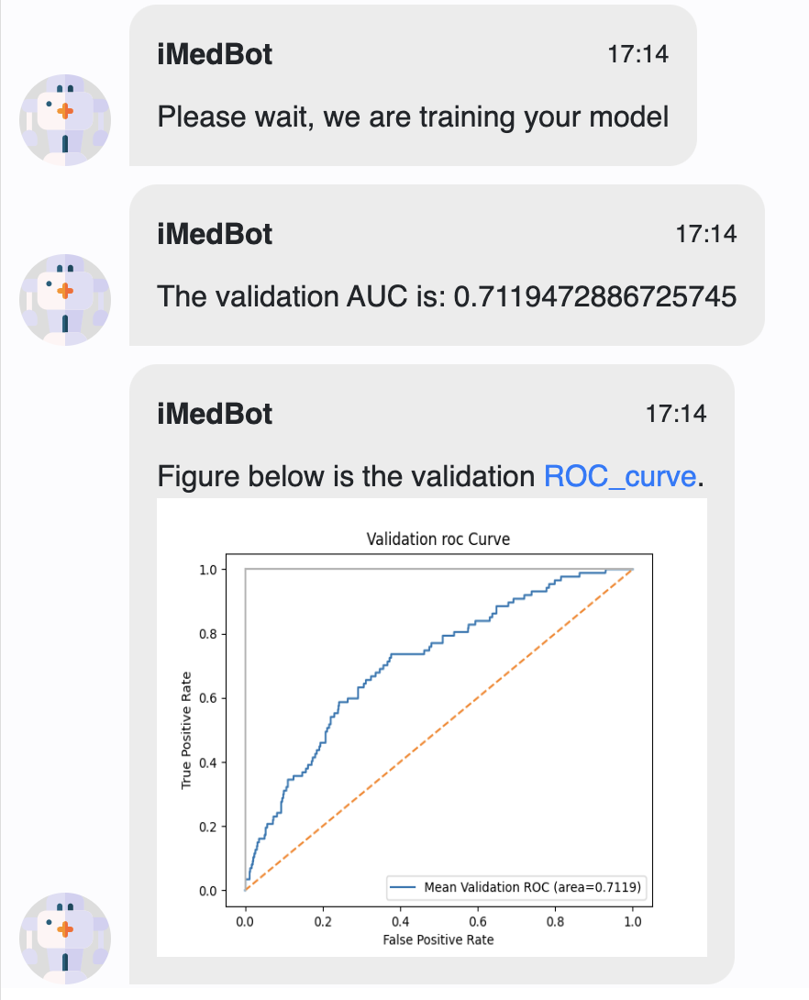 iMedBot 17:14
Please wait, we are training your model
iMedBot 17:14
The validation AUC is: 0.7119472886725745
iMedBot 17:14
Figure below is the validation ROC_curve.
Validation roc Curve
1.0
0.8
0.6
0.4
0.2
0.0
True Positive Rate
Mean Validation ROC (area=0.7119)
0.0 0.2 0.4 0.6 0.8 1.0
False Positive Rate